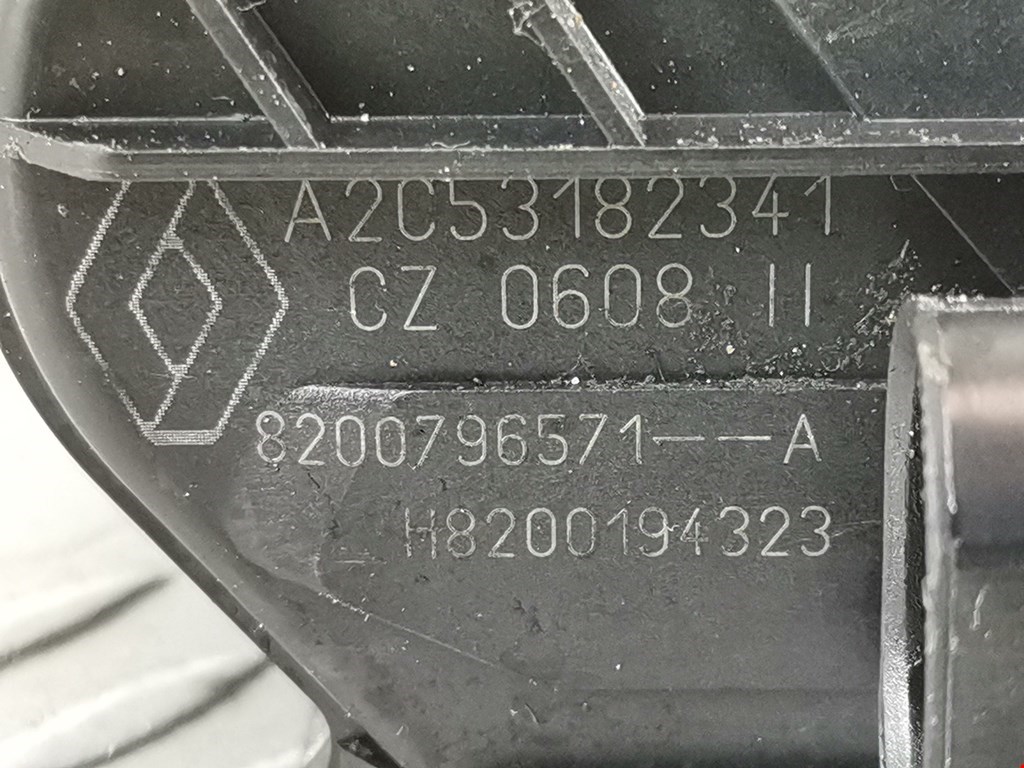 A2C53182341
CZ 0608 II
8200796571--A
H8200194323